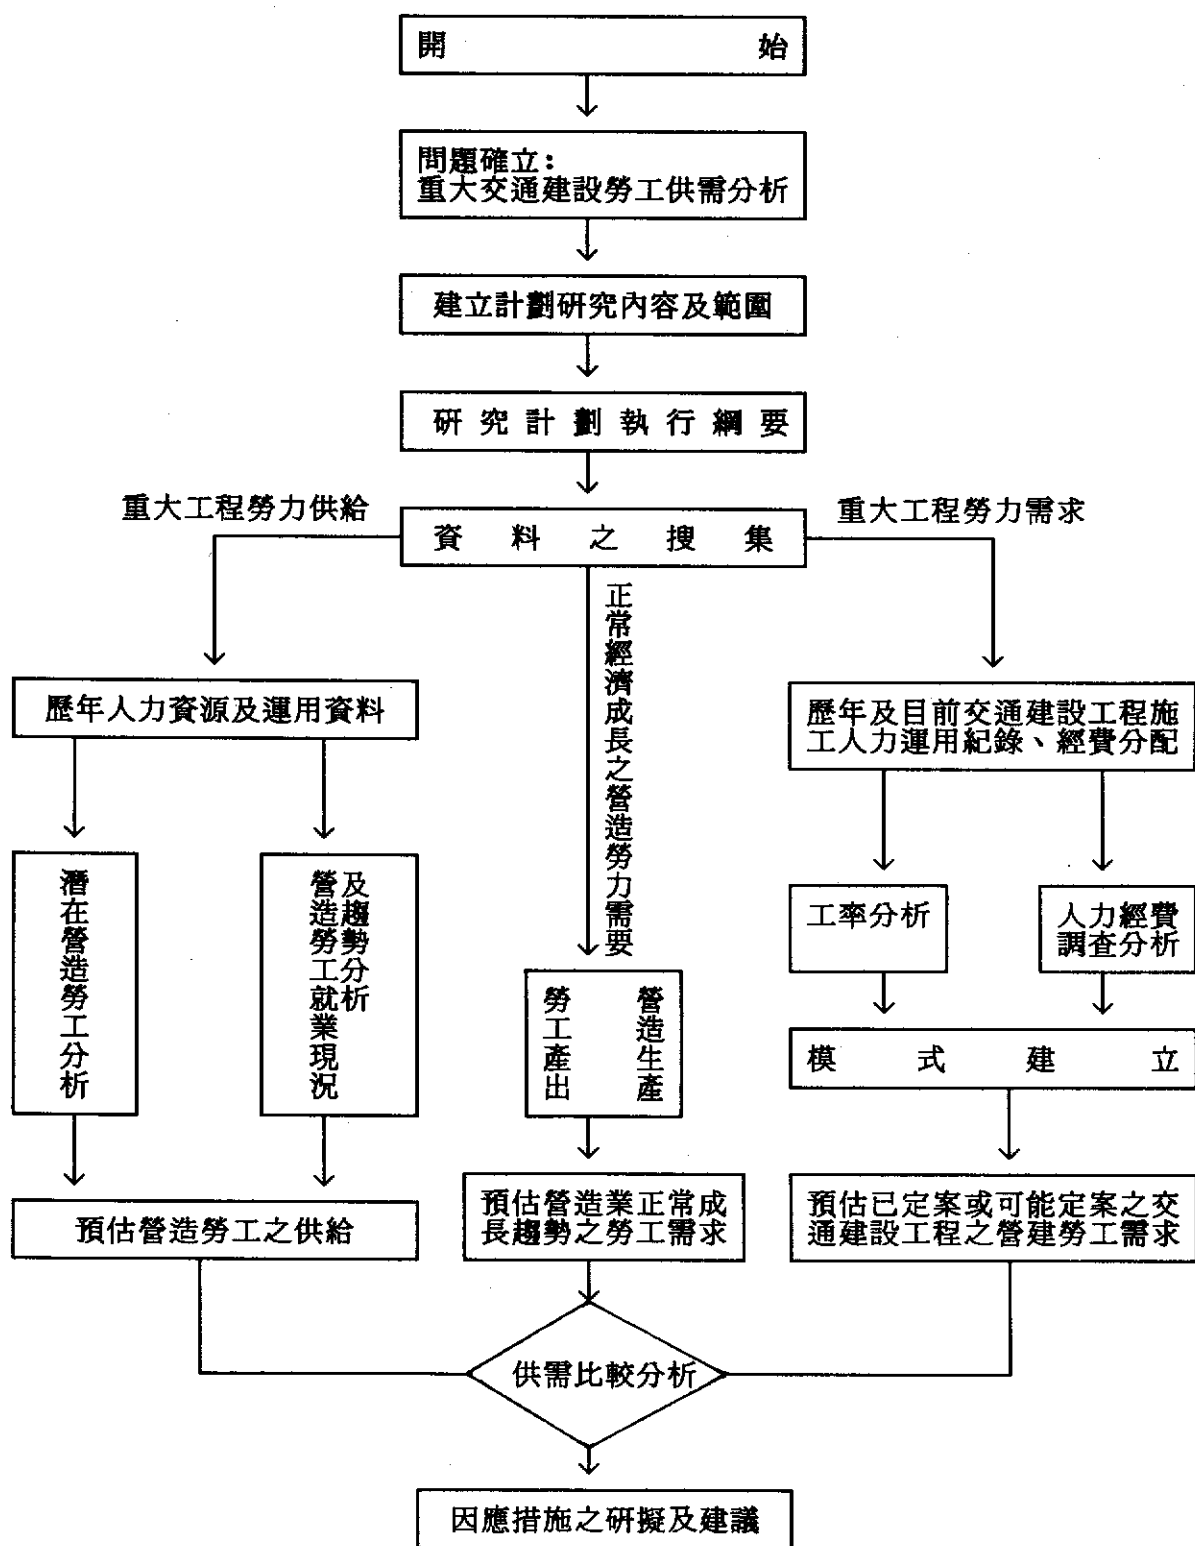 開始
問題確立：
重大交通建設勞工供需分析
建立計劃研究內容及範圍
研究計劃執行綱要
重大工程勞力供給
重大工程勞力需求
資料之搜集
正常經濟成長之營造勞力需要
歷年人力資源及運用資料
歷年及目前交通建設工程施
工人力運用紀錄、經費分配
潛在營造勞工分析
營造勞工就業現況
及趨勢分析
工率分析
人力經費
調查分析
營造生產
勞工產出
模式建立
預估營造勞工之供給
預估營造業正常成
長趨勢之勞工需求
預估已定案或可能定案之交
通建設工程之營建勞工需求
供需比較分析
因應措施之研擬及建議